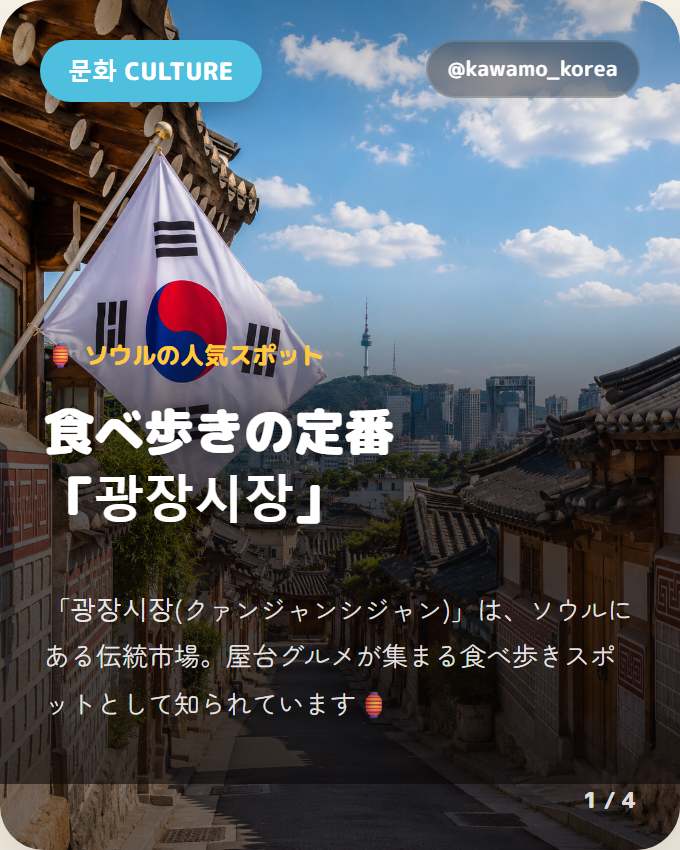 문화 CULTURE
@kawamo_korea
🏮 ソウルの人気スポット
食べ歩きの定番
「광장시장」
「광장시장(クァンジャンシジャン)」は、ソウルに
ある伝統市場。屋台グルメが集まる食べ歩きスポ
ットとして知られています🏮
1 / 4